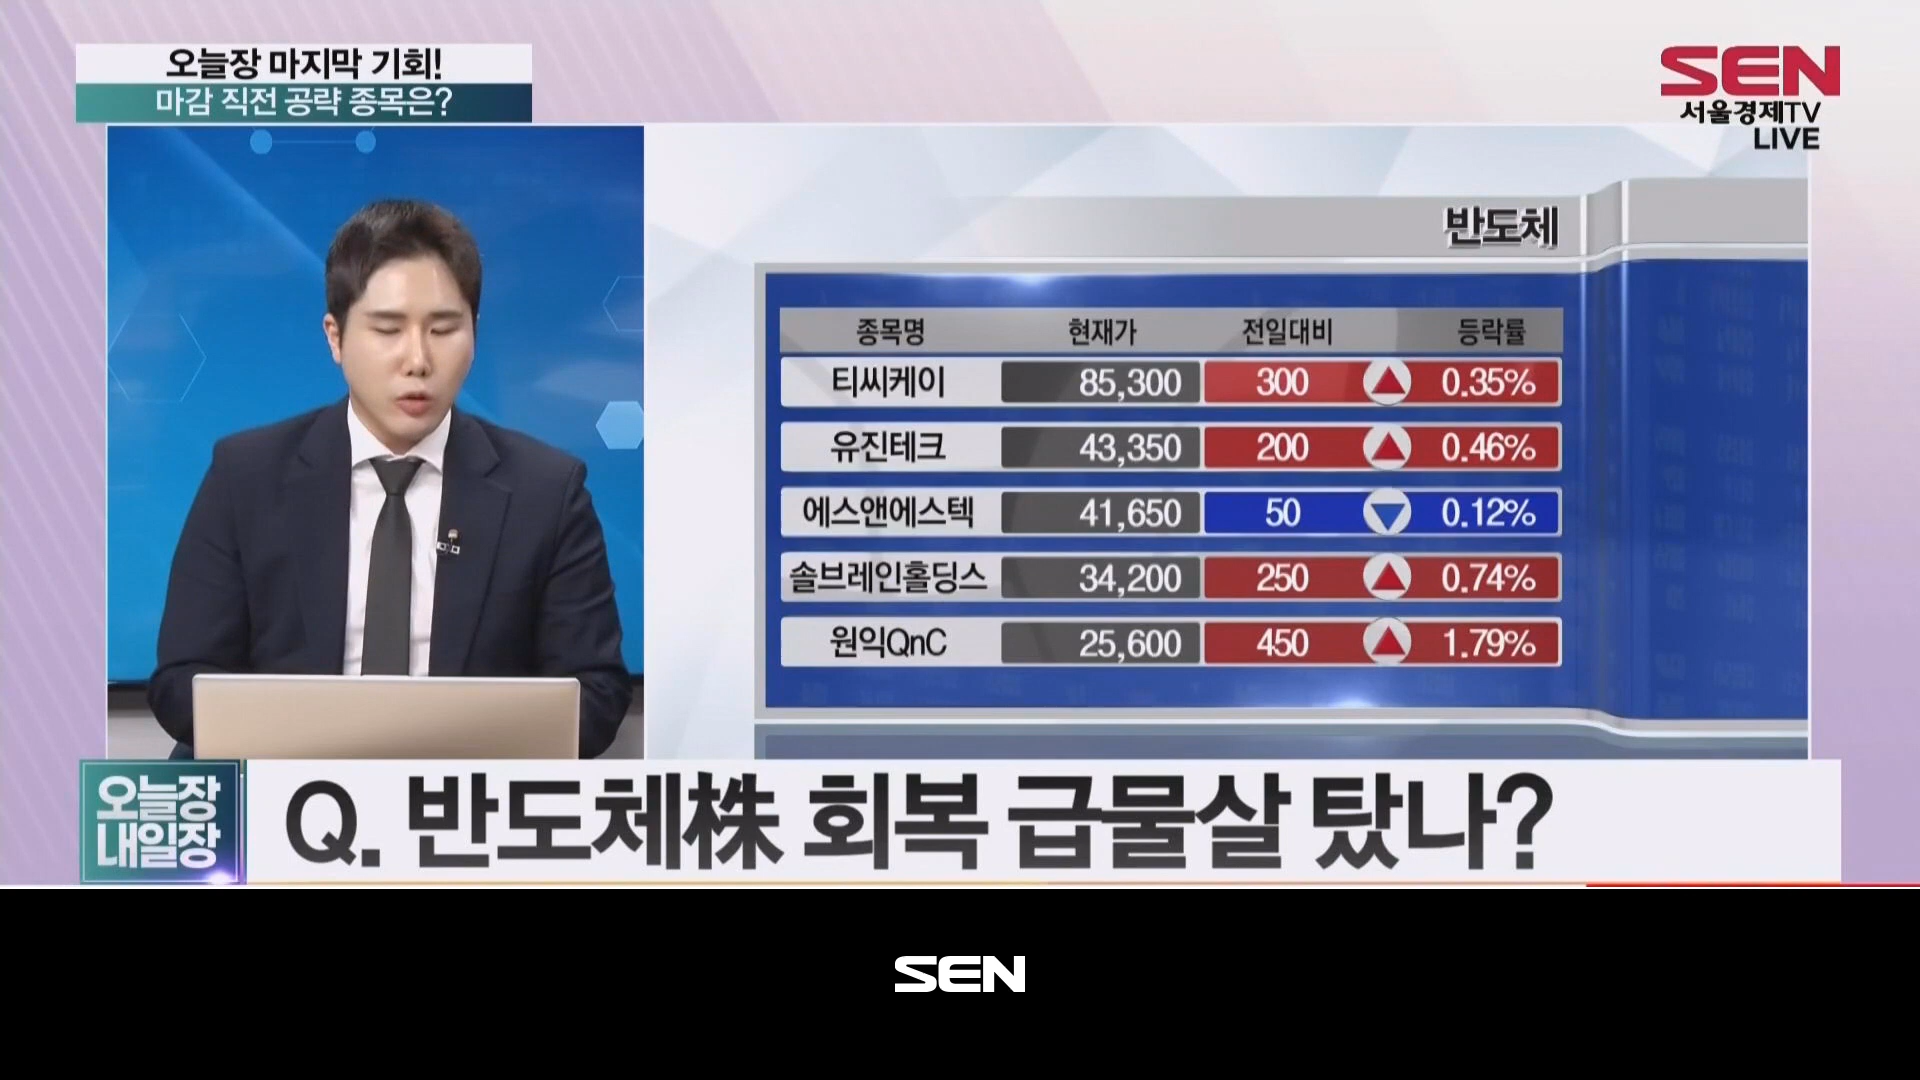 오늘장 마지막 기회!
마감 직전 공략 종목은?
SEN
서울경제TV
LIVE
반도체
종목명 현재가 전일대비 등락률
티씨케이 85,300 300 ▲ 0.35%
유진테크 43,350 200 ▲ 0.46%
에스앤에스텍 41,650 50 ▼ 0.12%
솔브레인홀딩스 34,200 250 ▲ 0.74%
원익QnC 25,600 450 ▲ 1.79%
오늘장
내일장
Q. 반도체株 회복 급물살 탔나?
SEN